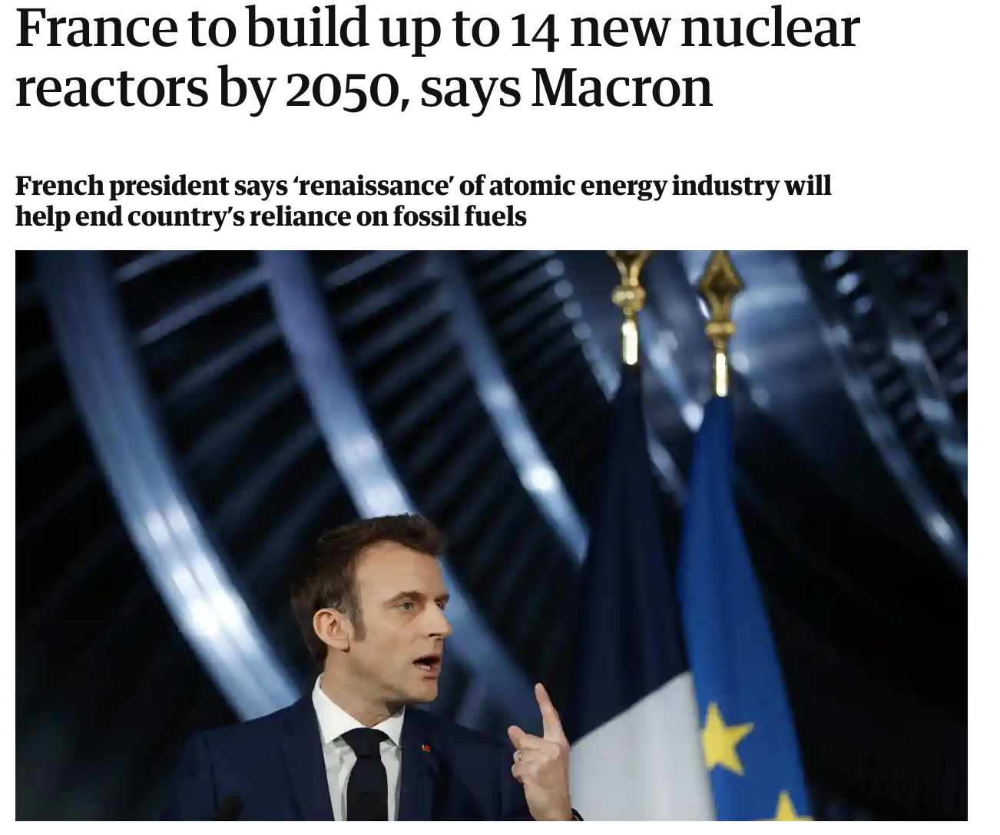 France to build up to 14 new nuclear
reactors by 2050, says Macron
French president says ‘renaissance’ of atomic energy industry will
help end country’s reliance on fossil fuels